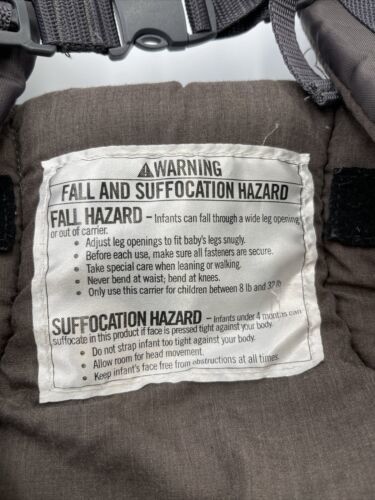 ⚠WARNING
FALL AND SUFFOCATION HAZARD
FALL HAZARD – Infants can fall through a wide leg opening
or out of carrier.
• Adjust leg openings to fit baby's legs snugly.
• Before each use, make sure all fasteners are secure.
• Take special care when leaning or walking.
• Never bend at waist; bend at knees.
• Only use this carrier for children between 8 lb and 32 lb
SUFFOCATION HAZARD – Infants under 4 months can
suffocate in this product if face is pressed tight against your body.
• Do not strap infant too tight against your body.
• Allow room for head movement.
• Keep infant's face free from obstructions at all times.